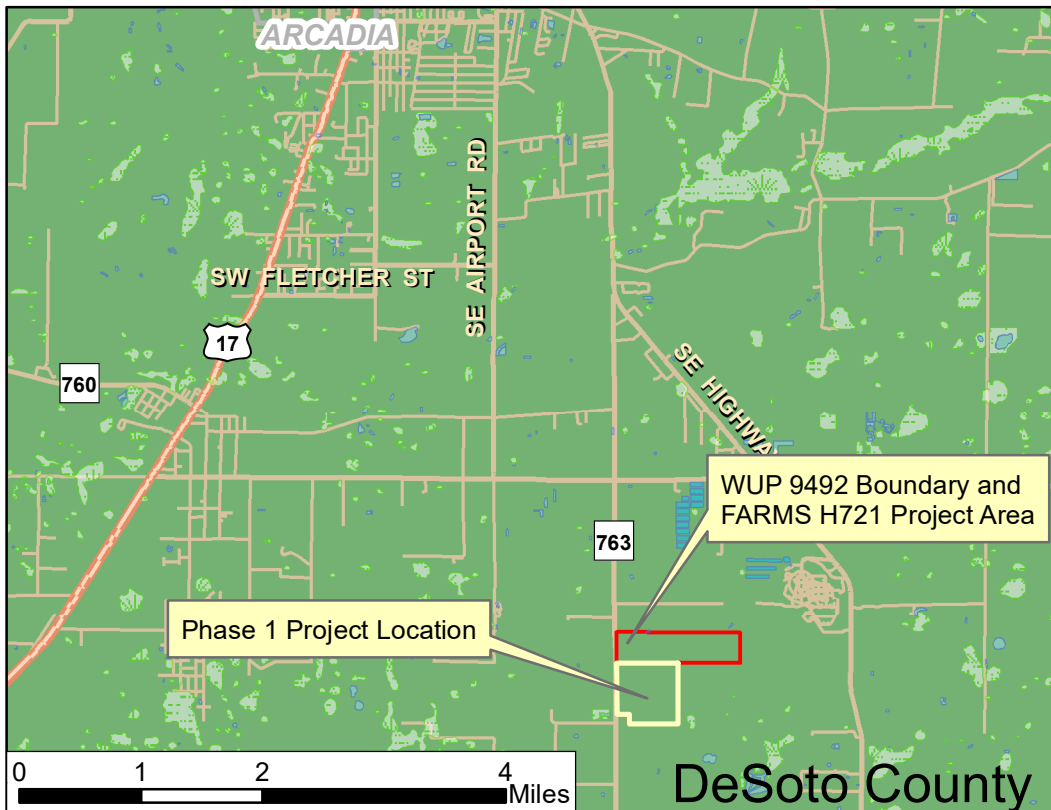 ARCADIA
SE AIRPORT RD
SW FLETCHER ST
17
760
SE HIGHWA
WUP 9492 Boundary and
FARMS H721 Project Area
763
Phase 1 Project Location
0 1 2 4
Miles
DeSoto County